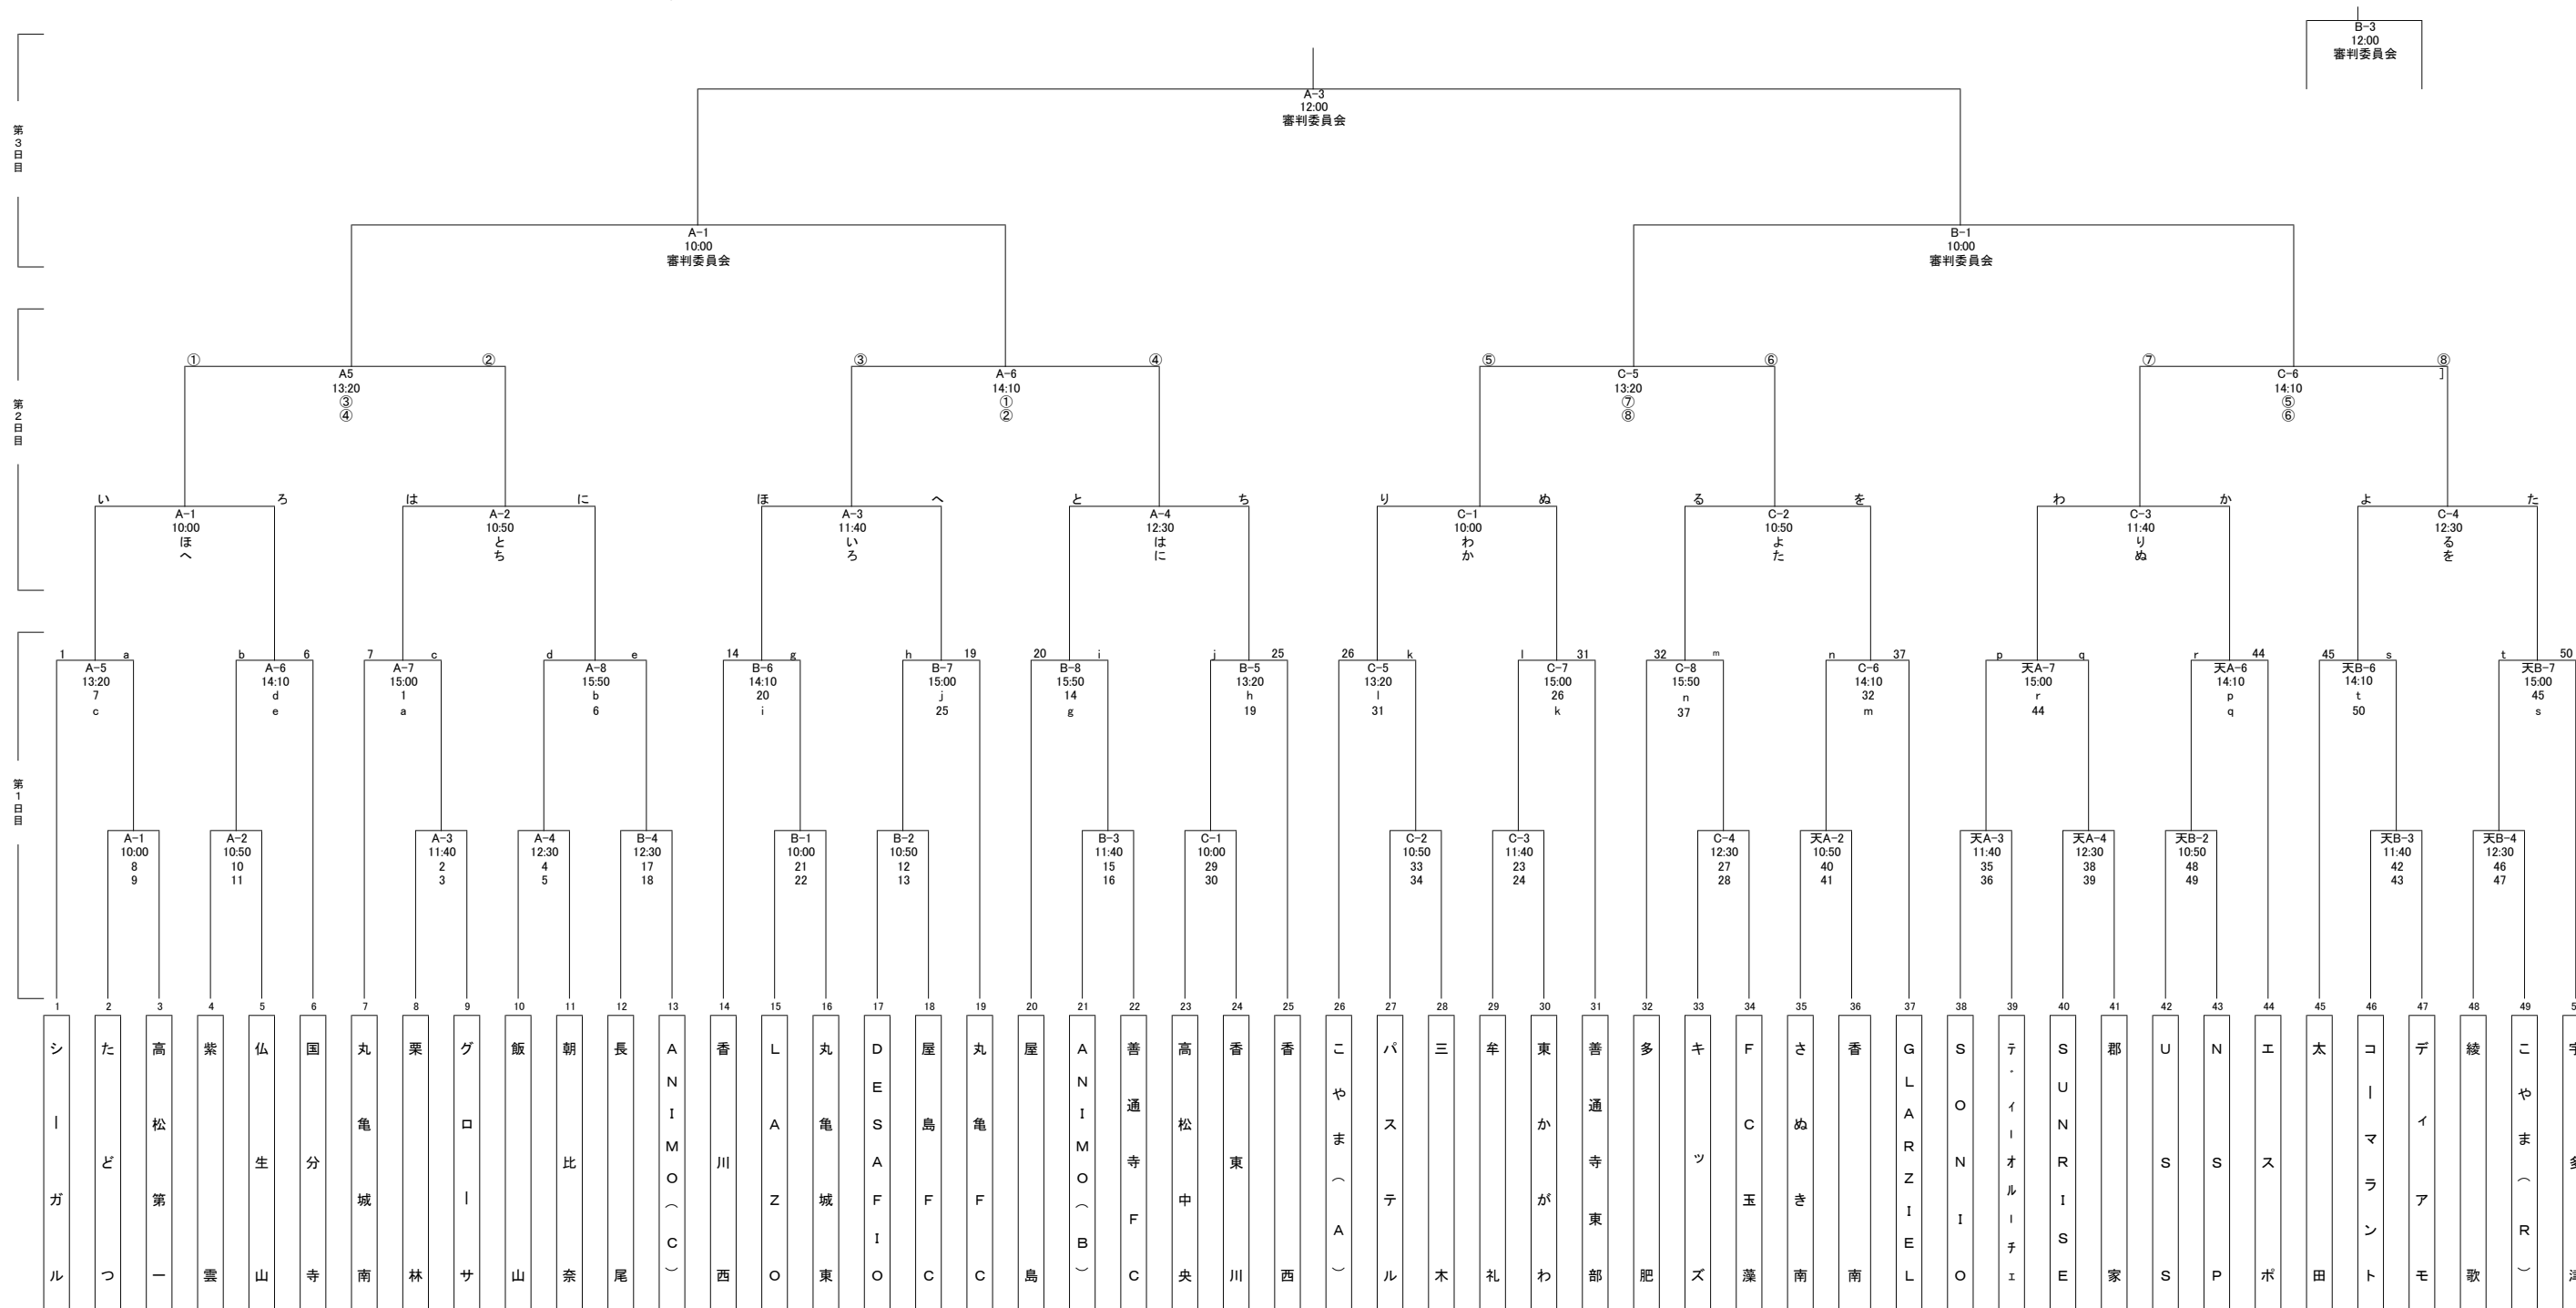 B-3
12:00
審判委員会
A-3
12:00
審判委員会
第3日目
A-1
10:00
審判委員会
B-1
10:00
審判委員会
第2日目
① ② ③ ④ ⑤ ⑥ ⑦ ⑧
A5 A-6 C-5 C-6 ]
13:20 14:10 13:20 14:10
③ ① ⑦ ⑤
④ ② ⑧ ⑥
い ろ は に ほ へ と ち り ぬ る を わ か よ た
A-1 A-2 A-3 A-4 C-1 C-2 C-3 C-4
10:00 10:50 11:40 12:30 10:00 10:50 11:40 12:30
ほ と い は わ よ り る
へ ち ろ に か た ぬ を
第1日目
1 a b 6 7 c d e 14 g h 19 20 i j 25 26 k l 31 32 m n 37 p q r 44 45 s t 50
A-5 A-6 A-7 A-8 B-6 B-7 B-8 B-5 C-5 C-7 C-8 C-6 天A-7 天A-6 天B-6 天B-7
13:20 14:10 15:00 15:50 14:10 15:00 15:50 13:20 13:20 15:00 15:50 14:10 15:00 14:10 14:10 15:00
7 d 1 b 20 j 14 h l 26 n 32 r p t 45
c e a 6 i 25 g 19 31 k 37 m 44 q 50 s
A-1 A-2 A-3 A-4 B-4 B-1 B-2 B-3 C-1 C-2 C-3 C-4 天A-2 天A-3 天A-4 天B-2 天B-3 天B-4
10:00 10:50 11:40 12:30 12:30 10:00 10:50 11:40 10:00 10:50 11:40 12:30 10:50 11:40 12:30 10:50 11:40 12:30
8 10 2 4 17 21 12 15 29 33 23 27 40 35 38 48 42 46
9 11 3 5 18 22 13 16 30 34 24 28 41 36 39 49 43 47
1 2 3 4 5 6 7 8 9 10 11 12 13 14 15 16 17 18 19 20 21 22 23 24 25 26 27 28 29 30 31 32 33 34 35 36 37 38 39 40 41 42 43 44 45 46 47 48 49
シーガル
たどつ
高松第一
紫雲
仏生山
国分寺
丸亀城南
栗林
グローサ
飯山
朝比奈
長尾
ANIMO(C)
香川西
LAZO
丸亀城東
DESAFIO
屋島FC
丸亀FC
屋島
ANIMO(B)
善通寺FC
高松中央
香東川
香西
こやま(A)
パステル
三木
牟礼
東かがわ
善通寺東部
多肥
キッズ
FC玉藻
さぬき南
香南
GLARZIEL
SONIO
ディーオルーチェ
SUNRISE
郡家
USS
NSP
エスポ
太田
コーマラント
ディアモ
綾歌
こやま(R)